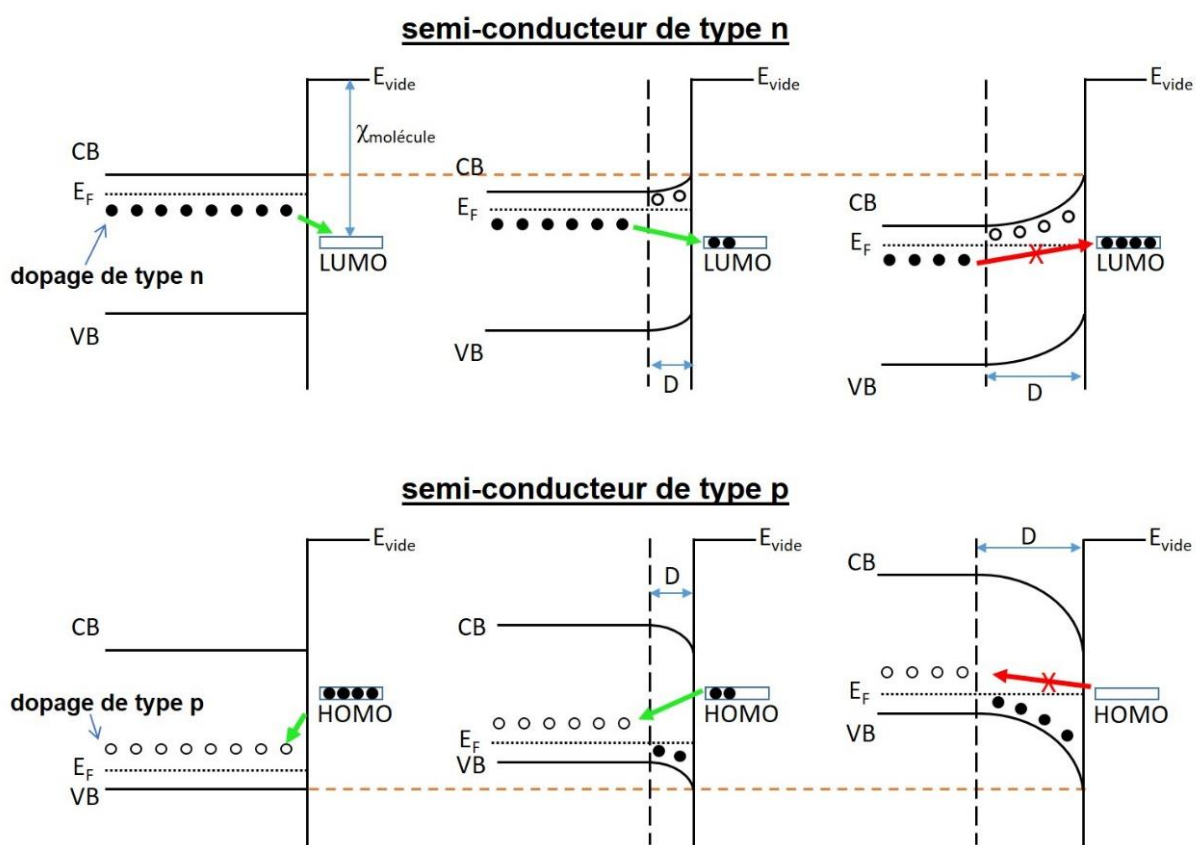 semi-conducteur de type n
E_vide
E_vide
E_vide
χ_molécule
CB
CB
CB
E_F
E_F
E_F
LUMO
LUMO
LUMO
dopage de type n
VB
VB
VB
D
D
semi-conducteur de type p
E_vide
E_vide
E_vide
D
D
CB
CB
CB
dopage de type p
HOMO
HOMO
HOMO
E_F
E_F
E_F
VB
VB
VB